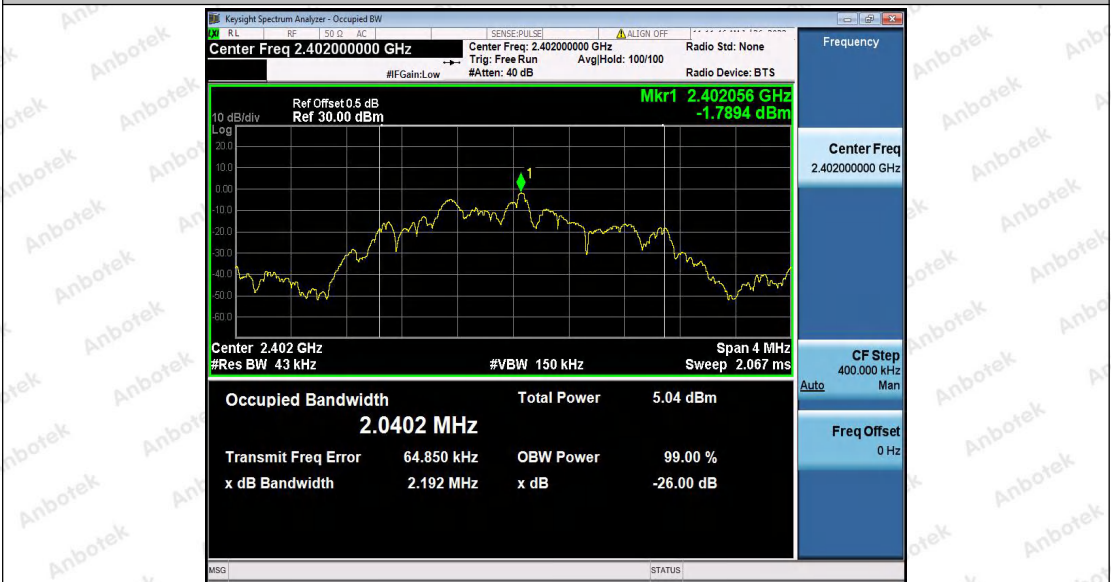 Keysight Spectrum Analyzer - Occupied BW
RL RF 50 Ω AC SENSE:PULSE ALIGN OFF
Center Freq 2.402000000 GHz
Center Freq: 2.402000000 GHz
Radio Std: None
Trig: Free Run Avg|Hold: 100/100
#IFGain:Low #Atten: 40 dB
Radio Device: BTS
Frequency
Ref Offset 0.5 dB
10 dB/div Ref 30.00 dBm
Mkr1 2.402056 GHz
-1.7894 dBm
Log
20.0
10.0
0.00
-10.0
-20.0
-30.0
-40.0
-50.0
-60.0
1
Center 2.402 GHz
Span 4 MHz
#Res BW 43 kHz #VBW 150 kHz Sweep 2.067 ms
Occupied Bandwidth
2.0402 MHz
Total Power 5.04 dBm
Transmit Freq Error 64.850 kHz OBW Power 99.00 %
x dB Bandwidth 2.192 MHz x dB -26.00 dB
Center Freq
2.402000000 GHz
CF Step
400.000 kHz
Auto Man
Freq Offset
0 Hz
MSG STATUS
Anbotek